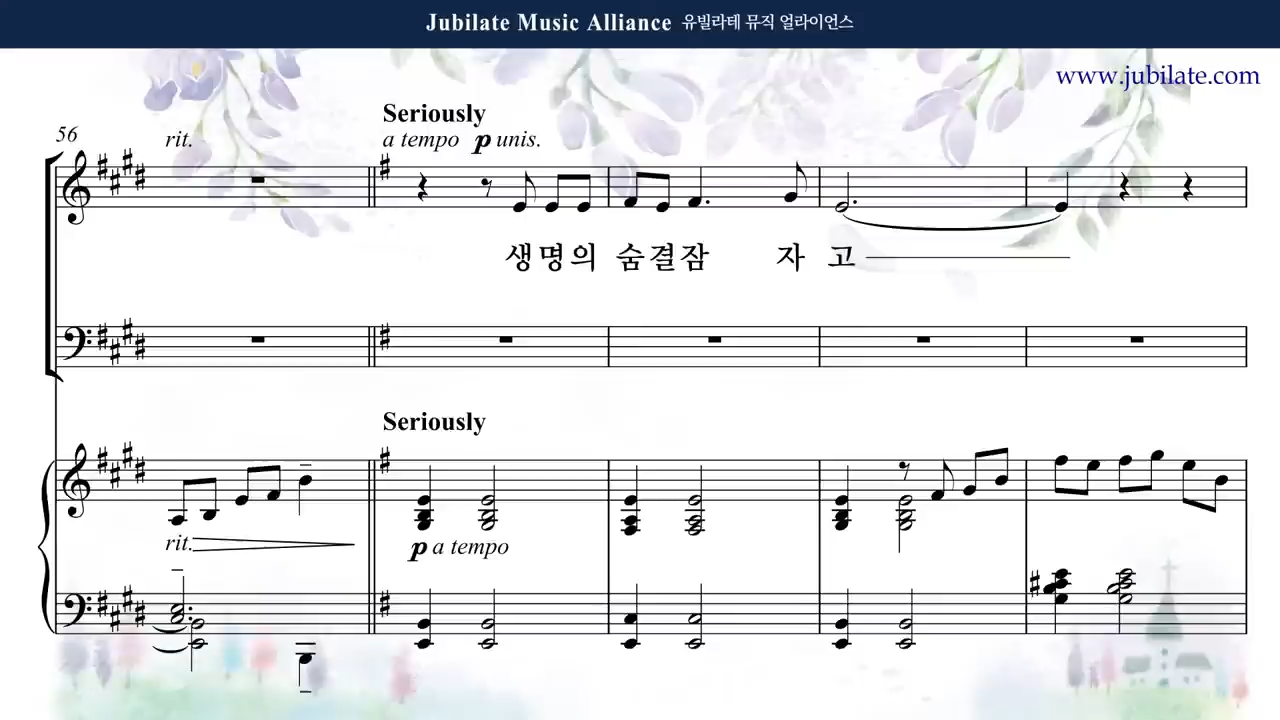 Jubilate Music Alliance 유빌라테 뮤직 얼라이언스
www.jubilate.com
Seriously
56 rit. a tempo p unis.
생명의 숨결잠 자 고
Seriously
rit. p a tempo